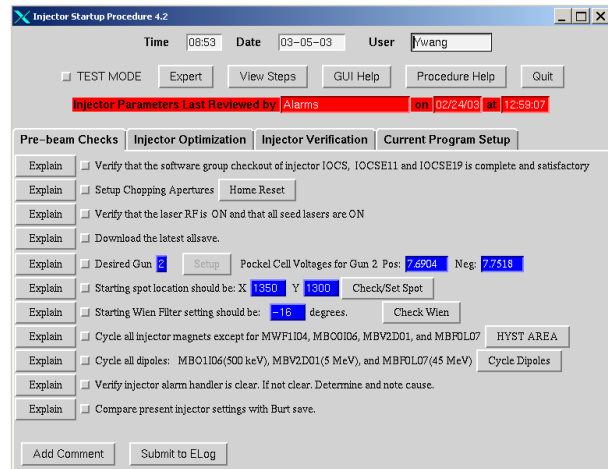 Injector Startup Procedure 4.2
Time 08:53 Date 03-05-03 User Ywang
TEST MODE Expert View Steps GUI Help Procedure Help Quit
Injector Parameters Last Reviewed by Alarms on 02/24/03 at 12:59:07
Pre-beam Checks Injector Optimization Injector Verification Current Program Setup
Explain Verify that the software group checkout of injector IOCS, IOCSE11 and IOCSE19 is complete and satisfactory
Explain Setup Chopping Apertures Home Reset
Explain Verify that the laser RF is ON and that all seed lasers are ON
Explain Download the latest allsave.
Explain Desired Gun 2 Setup Pockel Cell Voltages for Gun 2 Pos: 7.6904 Neg: 7.7518
Explain Starting spot location should be: X 1350 Y 1300 Check/Set Spot
Explain Starting Wien Filter setting should be: -16 degrees. Check Wien
Explain Cycle all injector magnets except for MWF1I04, MBO0I06, MBV2D01, and MBF0L07 HYST AREA
Explain Cycle all dipoles: MBO1I06(500 keV), MBV2D01(5 MeV), and MBF0L07(45 MeV) Cycle Dipoles
Explain Verify injector alarm handler is clear. If not clear. Determine and note cause.
Explain Compare present injector settings with Burt save.
Add Comment Submit to ELog